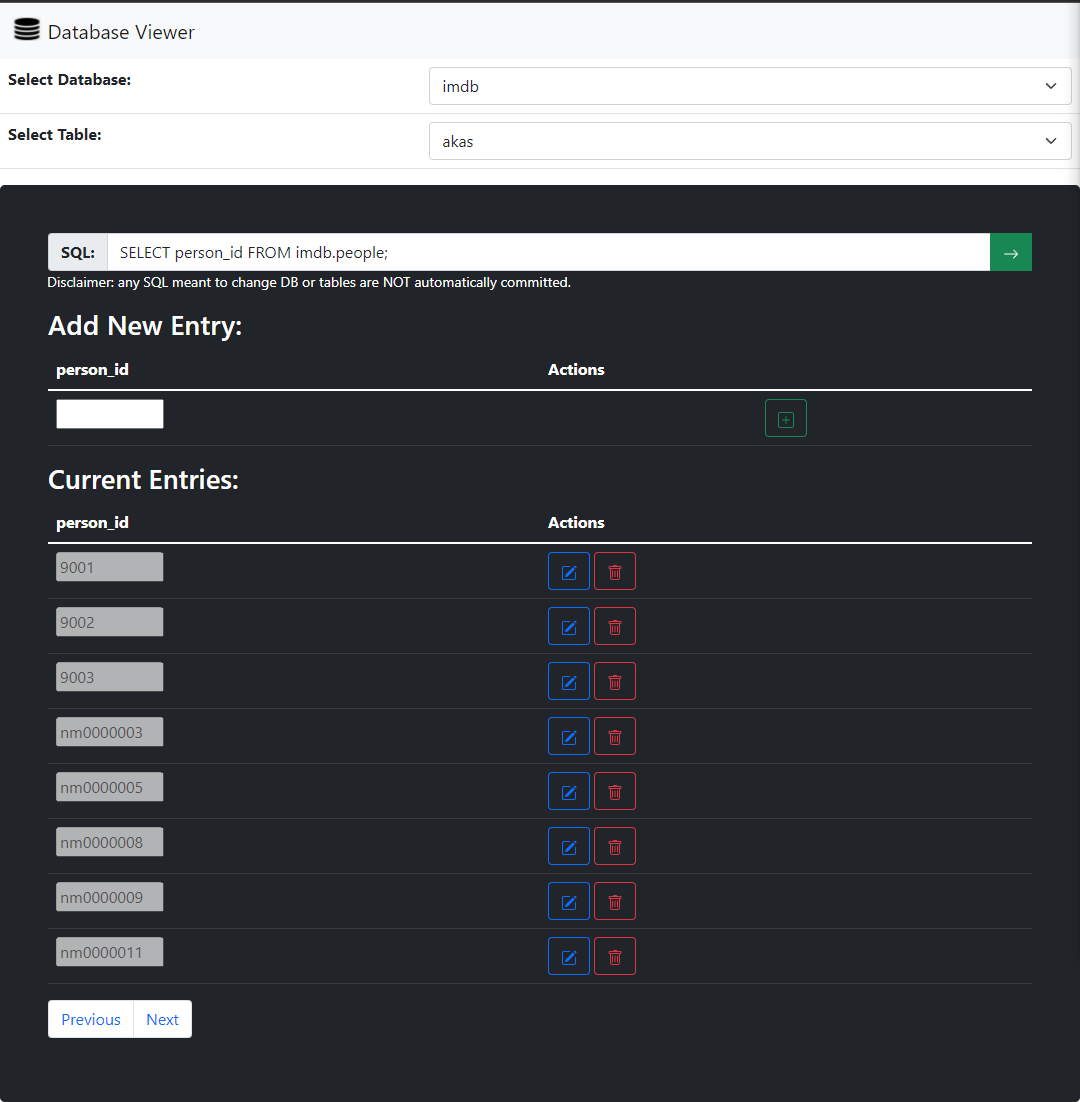 Database Viewer
Select Database:
imdb
Select Table:
akas
SQL: SELECT person_id FROM imdb.people;
Disclaimer: any SQL meant to change DB or tables are NOT automatically committed.
Add New Entry:
person_id Actions
Current Entries:
person_id Actions
9001
9002
9003
nm0000003
nm0000005
nm0000008
nm0000009
nm0000011
Previous Next